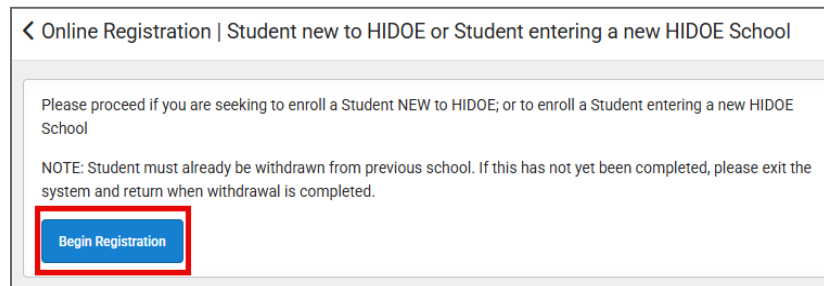 Online Registration | Student new to HIDOE or Student entering a new HIDOE School
Please proceed if you are seeking to enroll a Student NEW to HIDOE; or to enroll a Student entering a new HIDOE
School
NOTE: Student must already be withdrawn from previous school. If this has not yet been completed, please exit the
system and return when withdrawal is completed.
Begin Registration